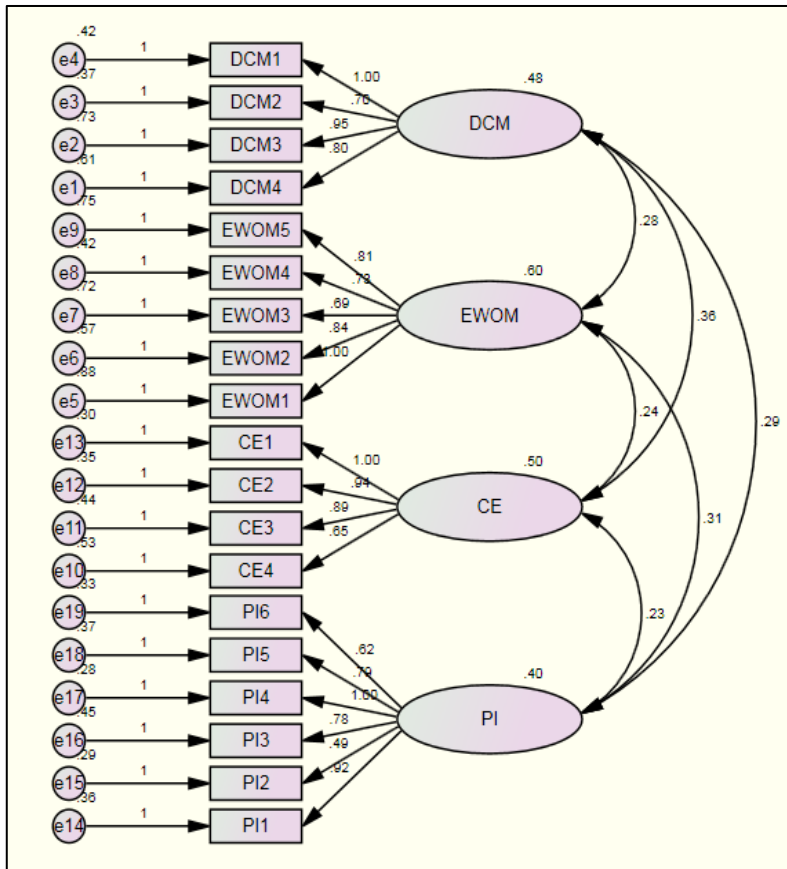 .42
1
e4 DCM1
.37
1
e3 DCM2
.73
1
e2 DCM3
.61
1
e1 DCM4
1.00
.76
.95
.80
.48
DCM
.75
1
e9 EWOM5
.42
1
e8 EWOM4
.72
1
e7 EWOM3
.57
1
e6 EWOM2
.88
1
e5 EWOM1
.81
.73
.69
.84
1.00
.60
EWOM
.30
1
e13 CE1
.35
1
e12 CE2
.44
1
e11 CE3
.53
1
e10 CE4
1.00
.94
.89
.65
.50
CE
.33
1
e19 PI6
.37
1
e18 PI5
.28
1
e17 PI4
.45
1
e16 PI3
.29
1
e15 PI2
.36
1
e14 PI1
.62
.79
1.00
.78
.49
.92
.40
PI
.28
.36
.24
.29
.31
.23